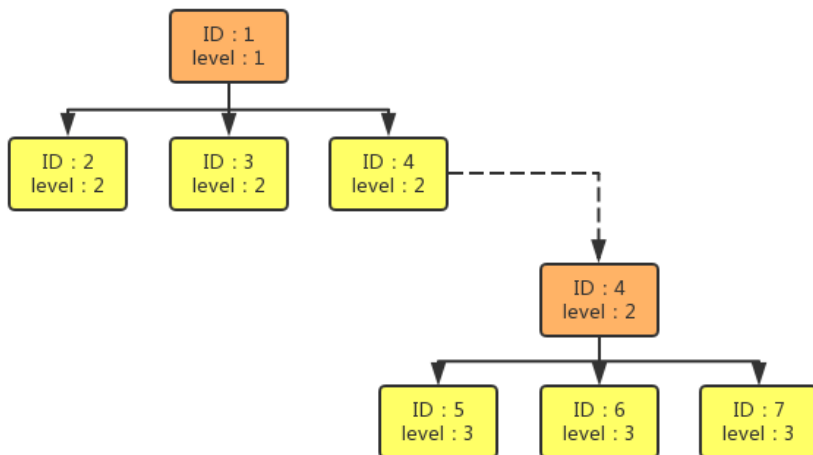 ID : 1
level : 1
ID : 2
level : 2
ID : 3
level : 2
ID : 4
level : 2
ID : 4
level : 2
ID : 5
level : 3
ID : 6
level : 3
ID : 7
level : 3